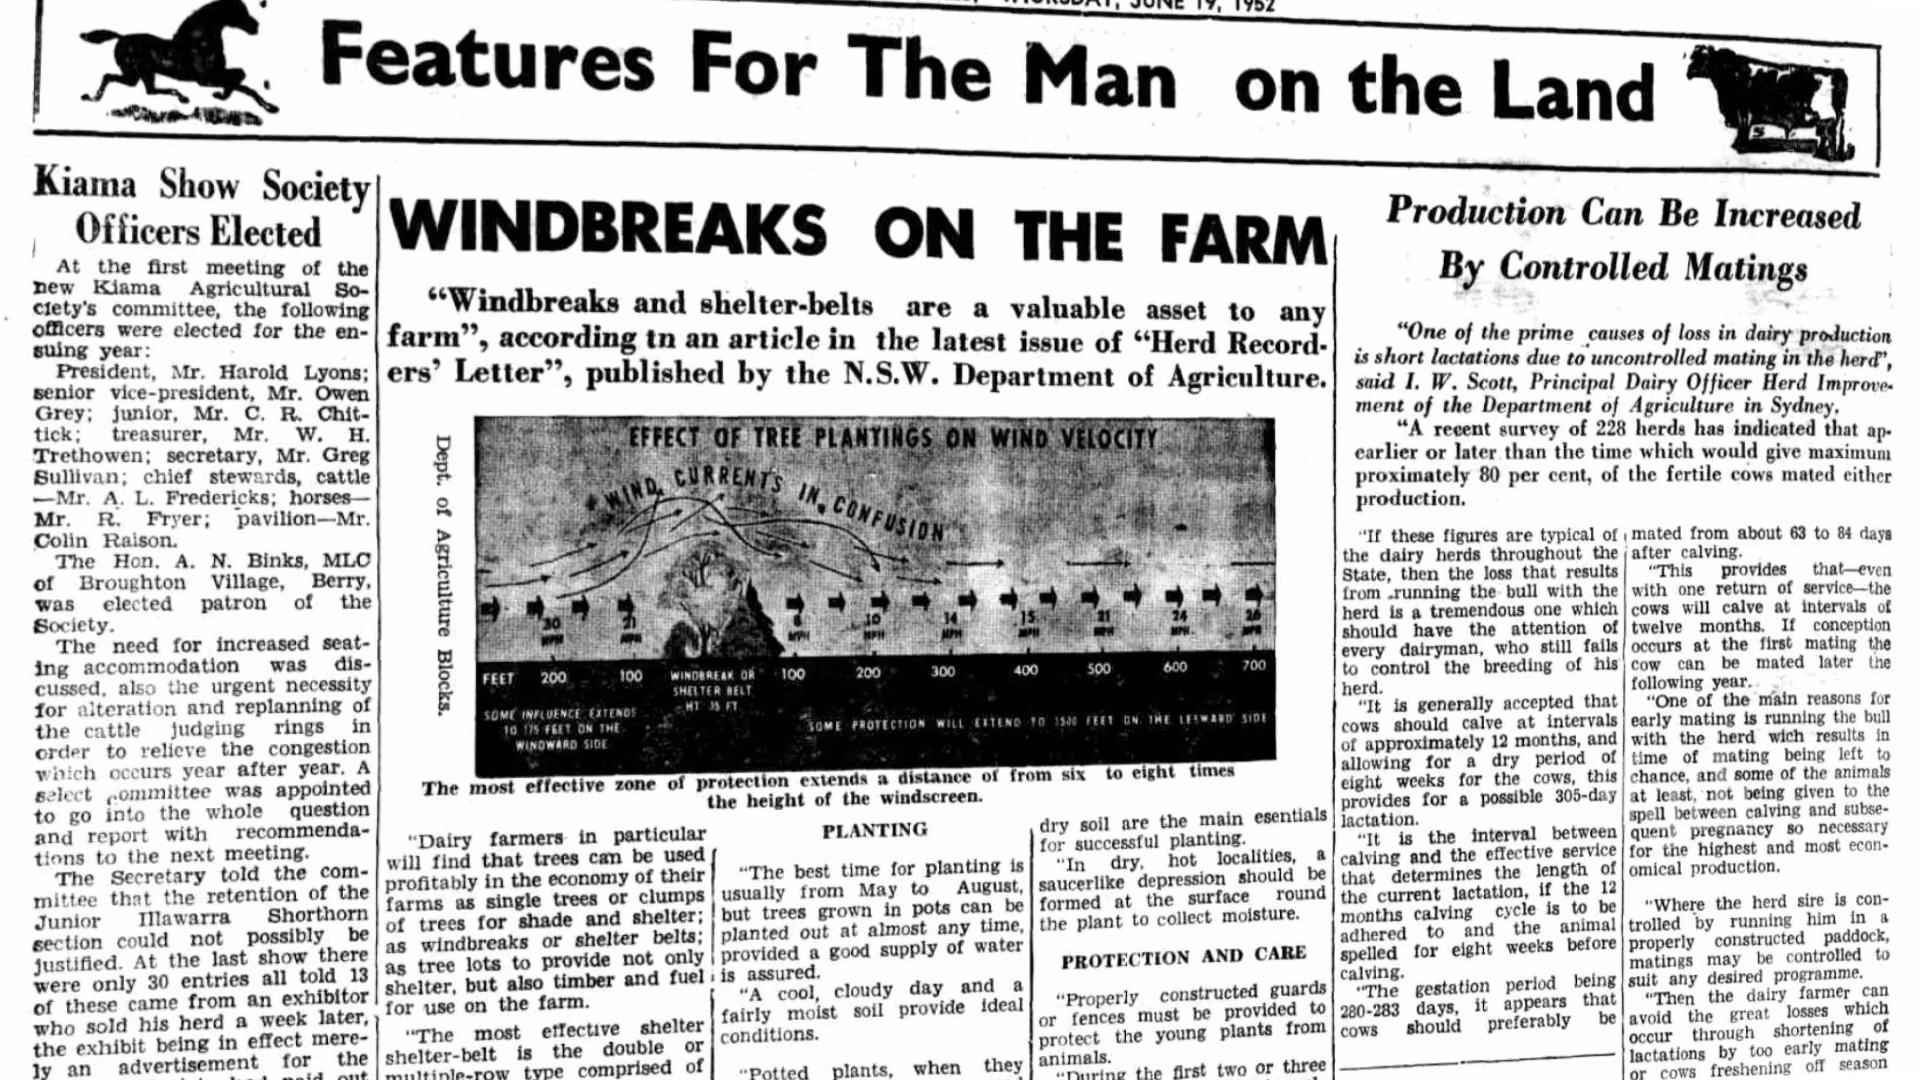 THURSDAY, JUNE 19, 1952
Features For The Man on the Land
Kiama Show Society
Officers Elected
At the first meeting of the
new Kiama Agricultural So-
ciety's committee, the following
officers were elected for the en-
suing year:
President, Mr. Harold Lyons;
senior vice-president, Mr. Owen
Grey; junior, Mr. C. R. Chit-
tick; treasurer, Mr. W. H.
Trethowen; secretary, Mr. Greg
Sullivan; chief stewards, cattle
—Mr. A. L. Fredericks; horses—
Mr. R. Fryer; pavilion—Mr.
Colin Raison.
The Hon. A. N. Binks, MLC
of Broughton Village, Berry,
was elected patron of the
Society.
The need for increased seat-
ing accommodation was dis-
cussed, also the urgent necessity
for alteration and replanning of
the cattle judging rings in
order to relieve the congestion
which occurs year after year. A
select committee was appointed
to go into the whole question
and report with recommenda-
tions to the next meeting.
The Secretary told the com-
mittee that the retention of the
Junior Illawarra Shorthorn
section could not possibly be
justified. At the last show there
were only 30 entries all told 13
of these came from an exhibitor
who sold his herd a week later,
the exhibit being in effect mere-
ly an advertisement for the
WINDBREAKS ON THE FARM
"Windbreaks and shelter-belts are a valuable asset to any
farm", according tn an article in the latest issue of "Herd Record-
ers' Letter", published by the N.S.W. Department of Agriculture.
Dept. of Agriculture Blocks.
EFFECT OF TREE PLANTINGS ON WIND VELOCITY
WIND CURRENTS IN CONFUSION
30 21 8 10 14 15 21 24 26
MPH MPH MPH MPH MPH MPH MPH MPH MPH
FEET 200 100 WINDBREAK OR 100 200 300 400 500 600 700
SHELTER BELT
HT 35 FT
SOME INFLUENCE EXTENDS
TO 175 FEET ON THE
WINDWARD SIDE
SOME PROTECTION WILL EXTEND TO FEET ON THE LEEWARD SIDE
The most effective zone of protection extends a distance of from six to eight times
the height of the windscreen.
"Dairy farmers in particular
will find that trees can be used
profitably in the economy of their
farms as single trees or clumps
of trees for shade and shelter;
as windbreaks or shelter belts;
as tree lots to provide not only
shelter, but also timber and fuel
for use on the farm.
"The most effective shelter
shelter-belt is the double or
multiple-row type comprised of
PLANTING
"The best time for planting is
usually from May to August,
but trees grown in pots can be
planted out at almost any time,
provided a good supply of water
is assured.
"A cool, cloudy day and a
fairly moist soil provide ideal
conditions.
"Potted plants, when they
dry soil are the main esentials
for successful planting.
"In dry, hot localities, a
saucerlike depression should be
formed at the surface round
the plant to collect moisture.
PROTECTION AND CARE
"Properly constructed guards
or fences must be provided to
protect the young plants from
animals.
"During the first two or three
Production Can Be Increased
By Controlled Matings
"One of the prime causes of loss in dairy production
is short lactations due to uncontrolled mating in the herd",
said I. W. Scott, Principal Dairy Officer Herd Improve-
ment of the Department of Agriculture in Sydney.
"A recent survey of 228 herds has indicated that ap-
earlier or later than the time which would give maximum
proximately 80 per cent, of the fertile cows mated either
production.
"If these figures are typical of
the dairy herds throughout the
State, then the loss that results
from running the bull with the
herd is a tremendous one which
should have the attention of
every dairyman, who still fails
to control the breeding of his
herd.
"It is generally accepted that
cows should calve at intervals
of approximately 12 months, and
allowing for a dry period of
eight weeks for the cows, this
provides for a possible 305-day
lactation.
"It is the interval between
calving and the effective service
that determines the length of
the current lactation, if the 12
months calving cycle is to be
adhered to and the animal
spelled for eight weeks before
calving.
"The gestation period being
280-283 days, it appears that
cows should preferably be
mated from about 63 to 84 days
after calving.
"This provides that—even
with one return of service—the
cows will calve at intervals of
twelve months. If conception
occurs at the first mating the
cow can be mated later the
following year.
"One of the main reasons for
early mating is running the bull
with the herd wich results in
time of mating being left to
chance, and some of the animals
at least, not being given to the
spell between calving and subse-
quent pregnancy so necessary
for the highest and most econ-
omical production.
"Where the herd sire is con-
trolled by running him in a
properly constructed paddock,
matings may be controlled to
suit any desired programme.
"Then the dairy farmer can
avoid the great losses which
occur through shortening of
lactations by too early mating
or cows freshening off season